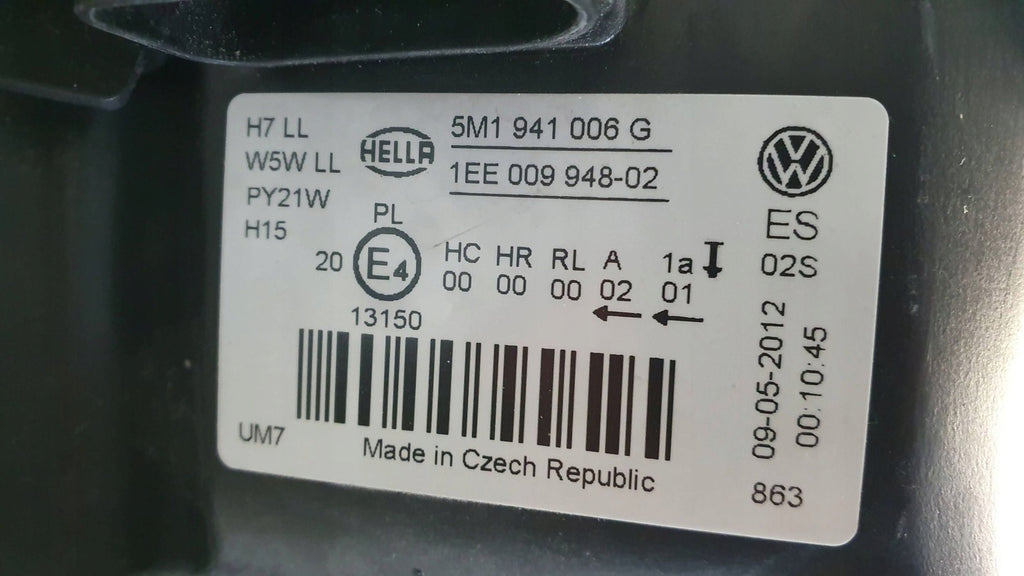 H7 LL
W5W LL
PY21W
H15
HELLA
5M1 941 006 G
1EE 009 948-02
PL
20 E4
13150
HC HR RL A 1a
00 00 00 02 01
UM7
Made in Czech Republic
VW
ES
02S
09-05-2012
00:10:45
863